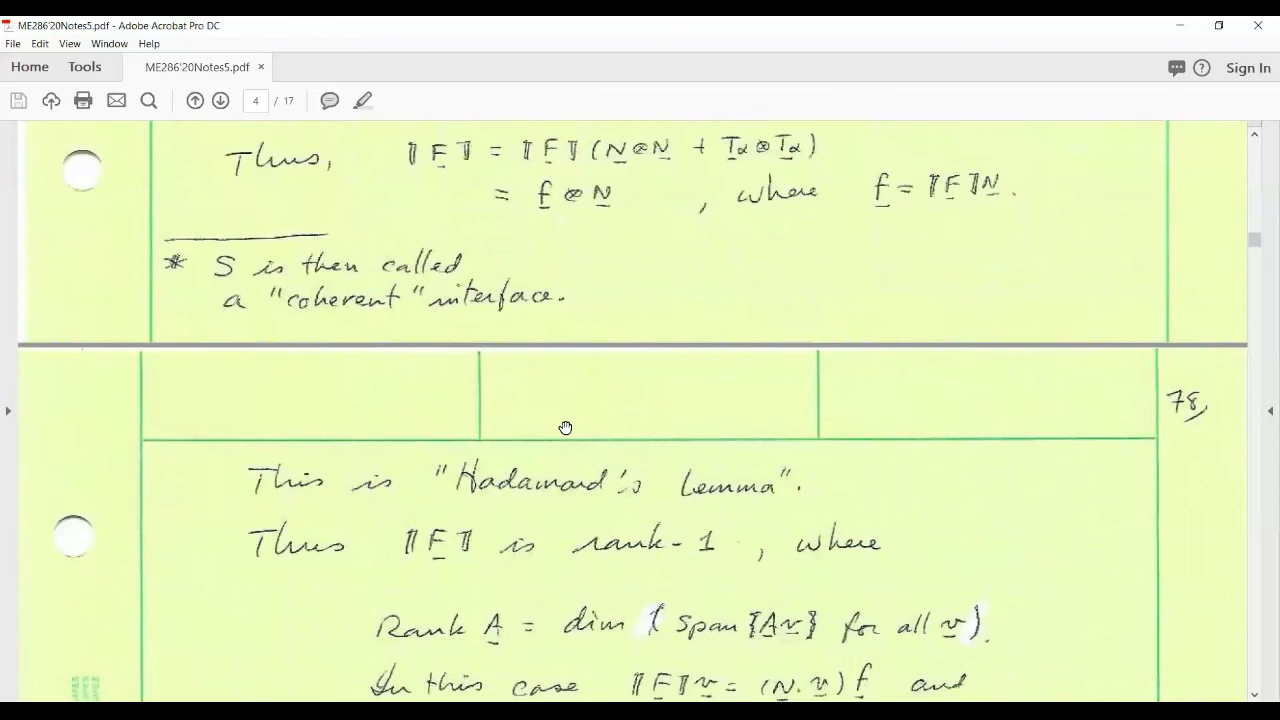 ME286'20Notes5.pdf - Adobe Acrobat Pro DC
File Edit View Window Help
Home Tools ME286'20Notes5.pdf × Sign In
4 / 17
Thus, ⟦F⟧ = ⟦F⟧(N⊗N + Tα⊗Tα)
= f⊗N , where f = ⟦F⟧N.
* S is then called
a "coherent" interface.
78,
This is "Hadamard's Lemma".
Thus ⟦F⟧ is rank-1 , where
Rank A = dim ( span {Av} for all v ).
In this case ⟦F⟧v = (N·v)f and